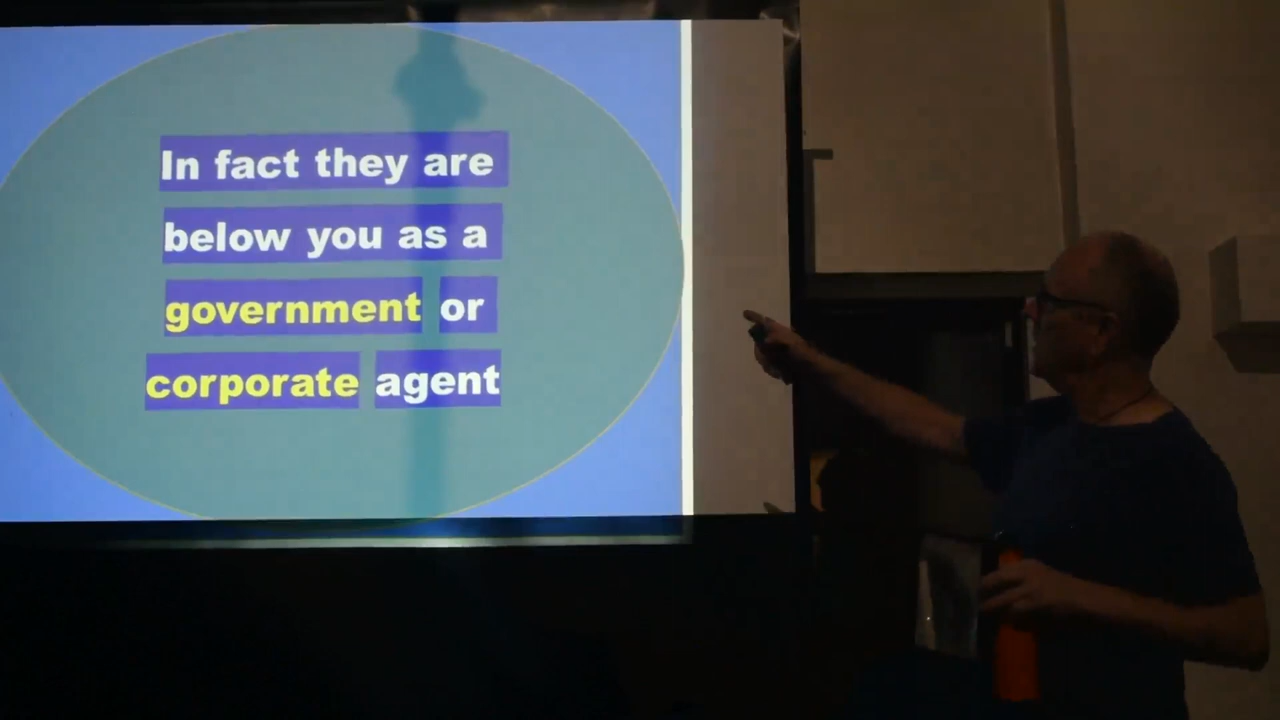 In fact they are
below you as a
government or
corporate agent